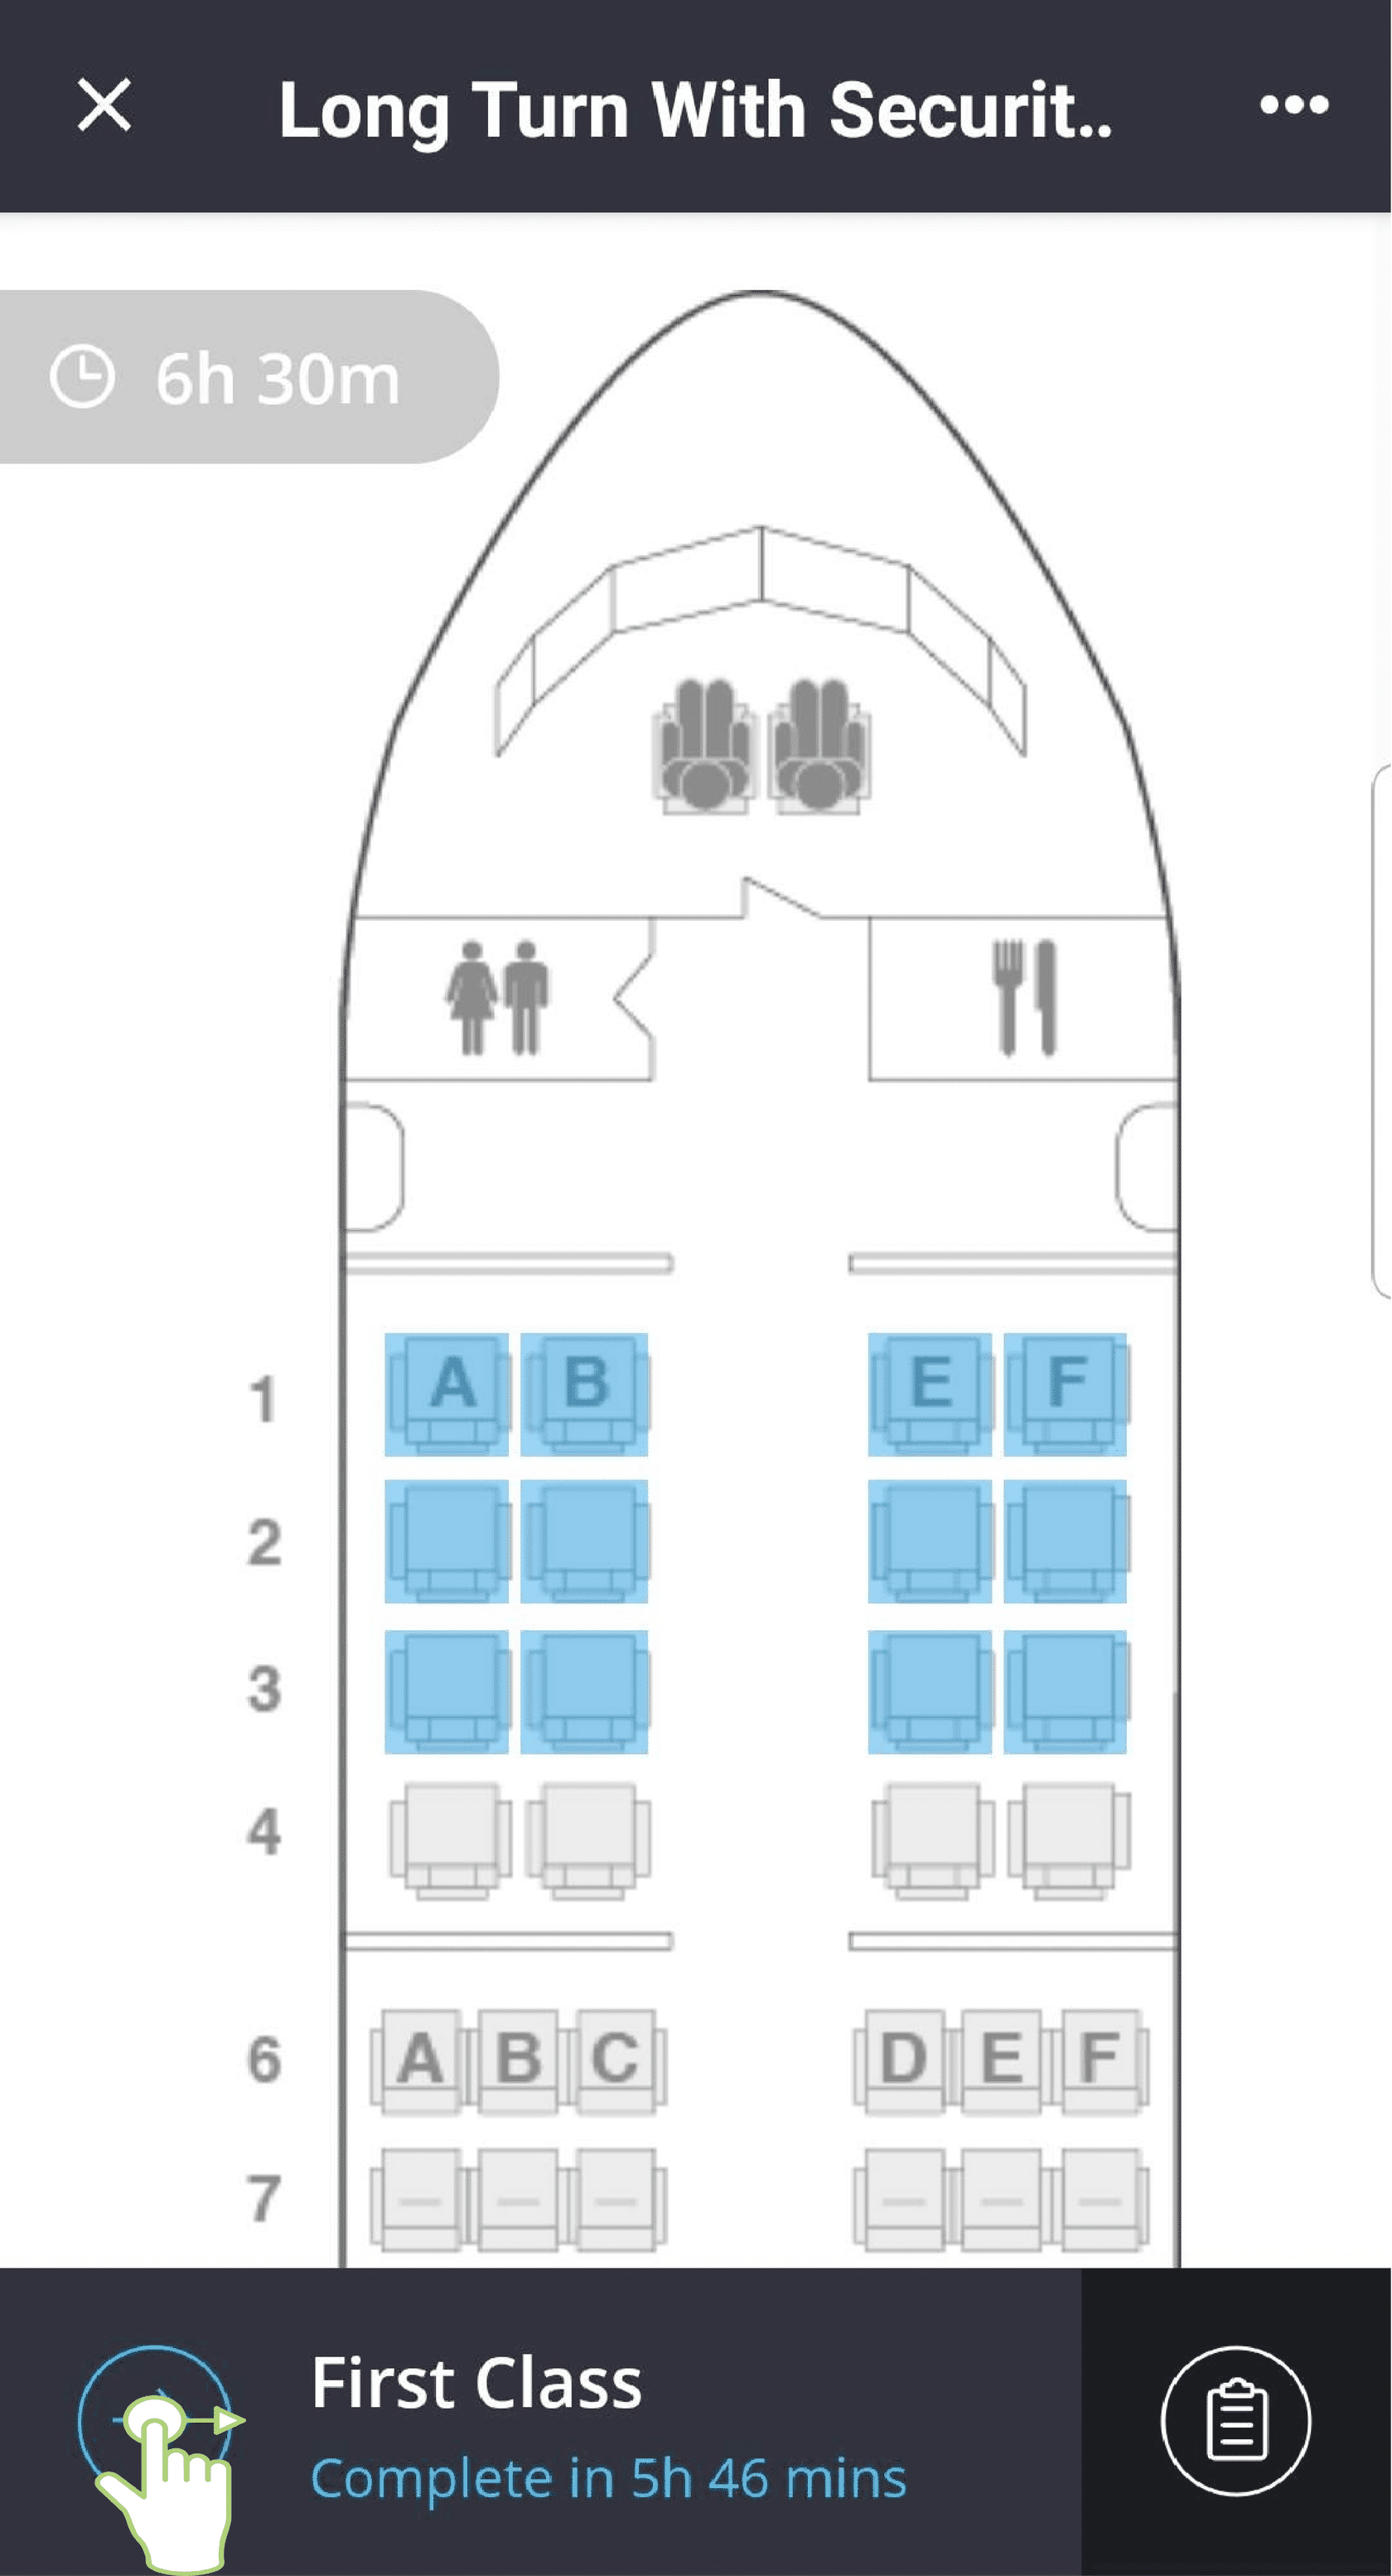 Long Turn With Securit..
6h 30m
1 A B E F
2
3
4
6 A B C D E F
7
First Class
Complete in 5h 46 mins